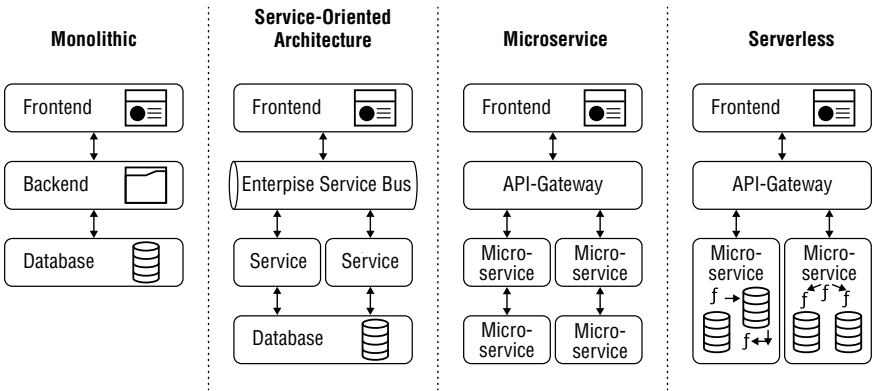 Monolithic
Frontend
Backend
Database
Service-Oriented
Architecture
Frontend
Enterpise Service Bus
Service
Service
Database
Microservice
Frontend
API-Gateway
Micro-
service
Micro-
service
Micro-
service
Micro-
service
Serverless
Frontend
API-Gateway
Micro-
service
f
f
Micro-
service
f f f